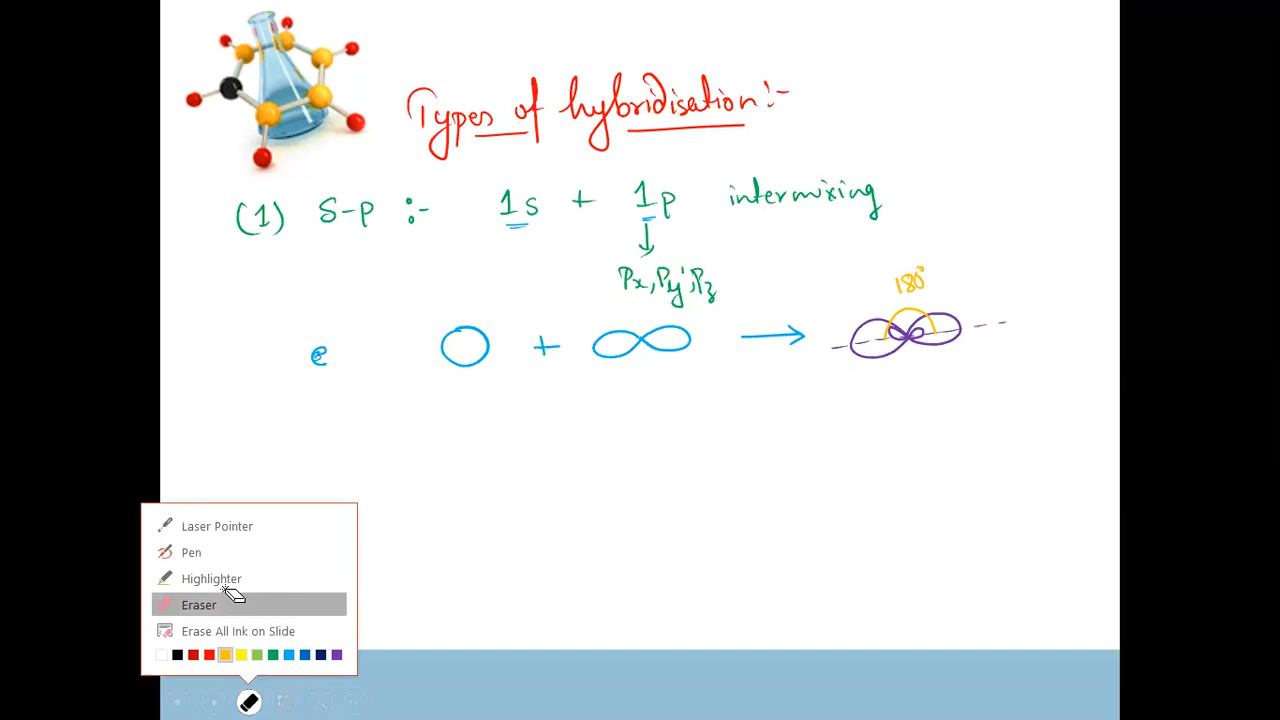 Types of hybridisation:-
(1) S-p :- 1s + 1p intermixing
↓
Px, Py, Pz
180°
e + →
Laser Pointer
Pen
Highlighter
Eraser
Erase All Ink on Slide